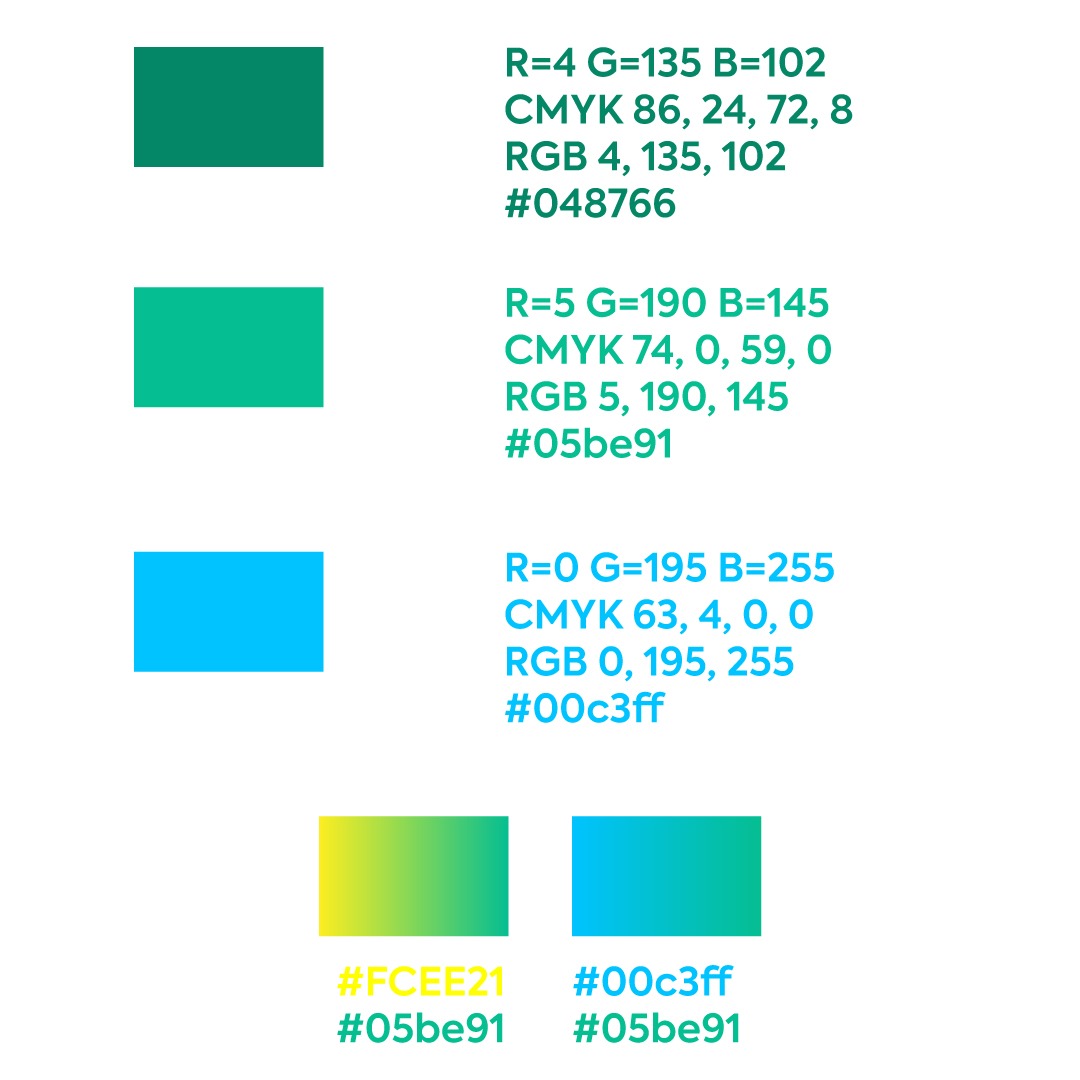 R=4 G=135 B=102
CMYK 86, 24, 72, 8
RGB 4, 135, 102
#048766
R=5 G=190 B=145
CMYK 74, 0, 59, 0
RGB 5, 190, 145
#05be91
R=0 G=195 B=255
CMYK 63, 4, 0, 0
RGB 0, 195, 255
#00c3ff
#FCEE21
#05be91
#00c3ff
#05be91